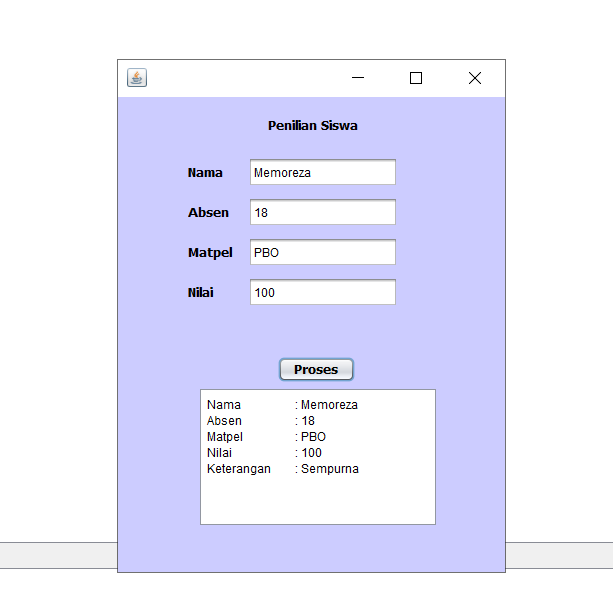 Penilian Siswa
Nama Memoreza
Absen 18
Matpel PBO
Nilai 100
Proses
Nama : Memoreza
Absen : 18
Matpel : PBO
Nilai : 100
Keterangan : Sempurna